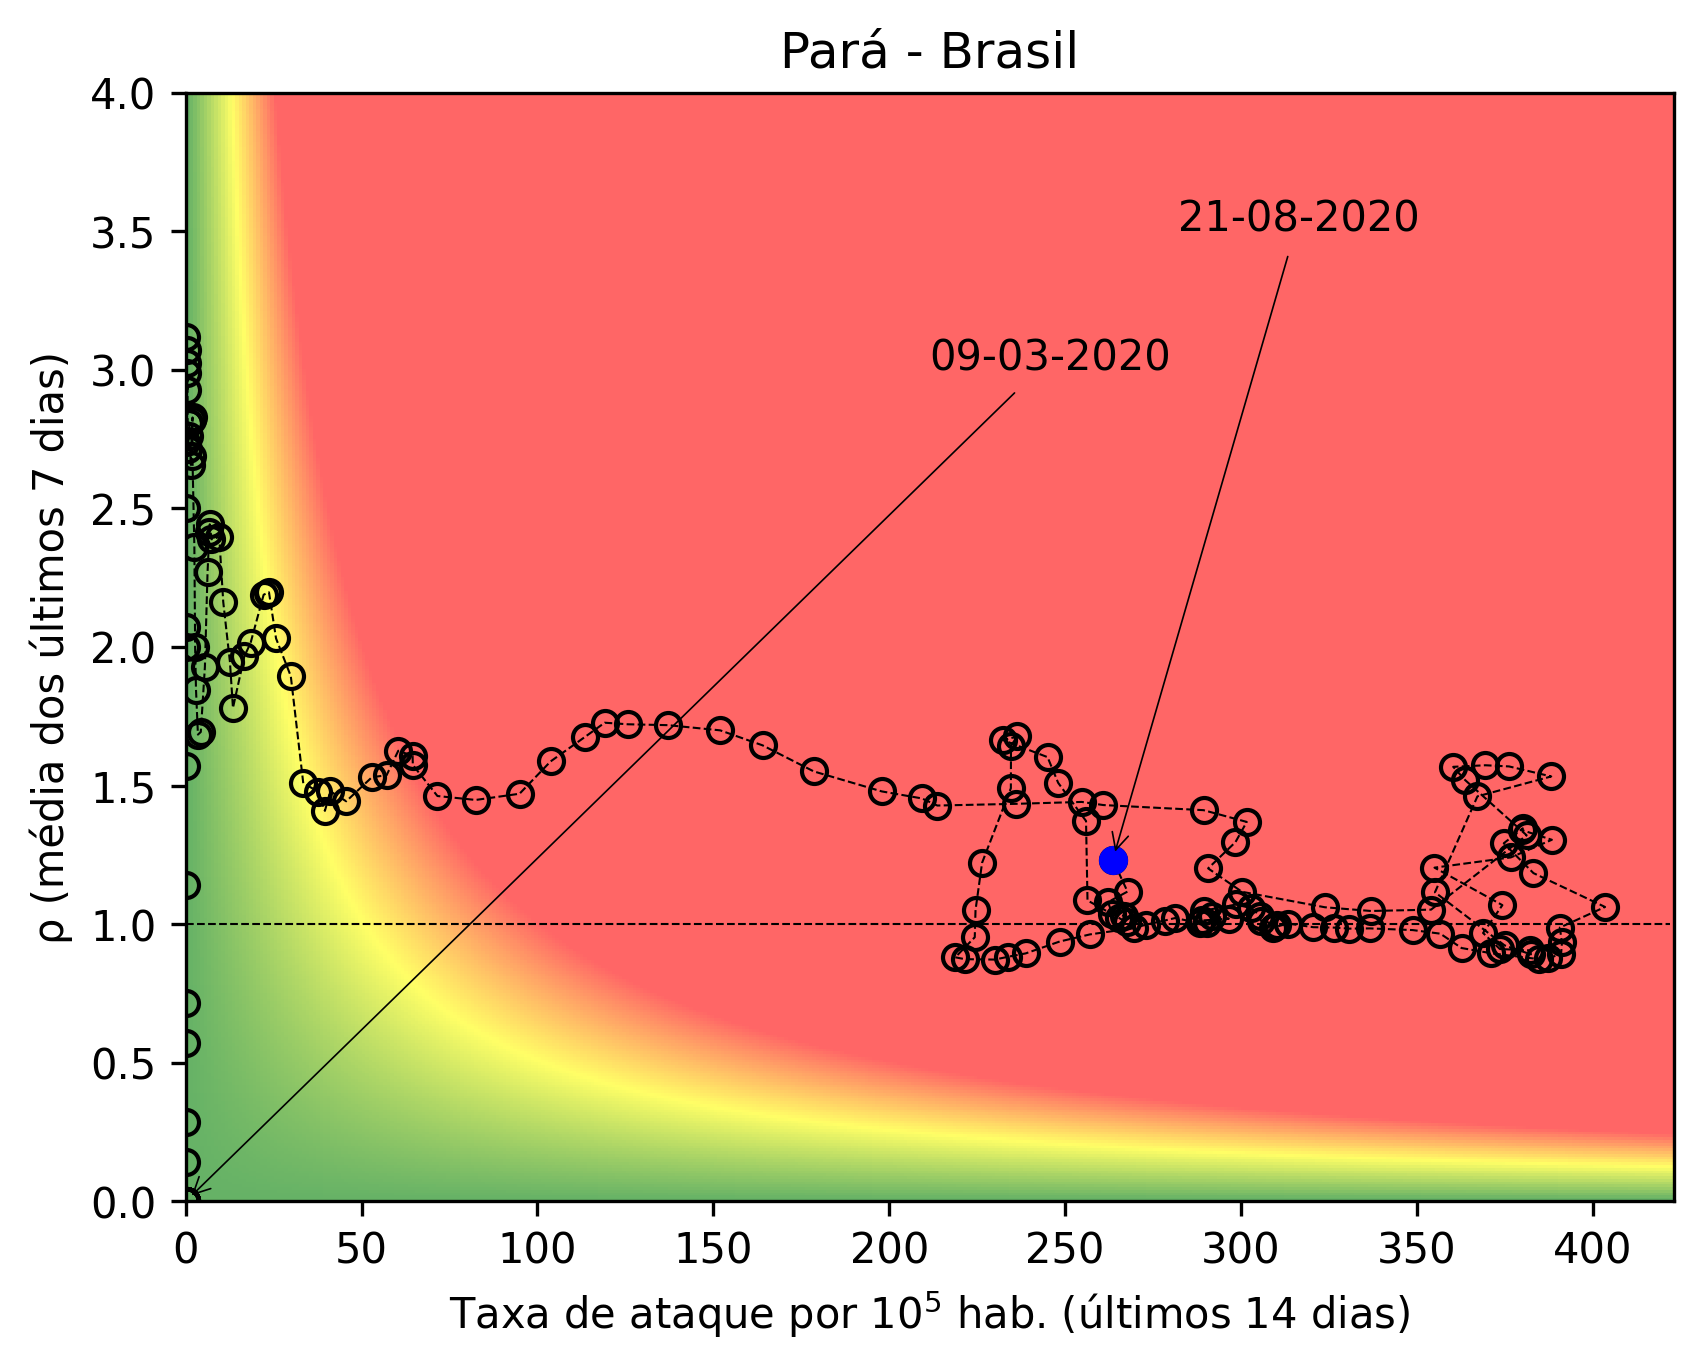 Pará - Brasil
4.0
3.5
3.0
2.5
2.0
1.5
1.0
0.5
0.0
ρ (média dos últimos 7 dias)
21-08-2020
09-03-2020
0 50 100 150 200 250 300 350 400
Taxa de ataque por 10⁵ hab. (últimos 14 dias)